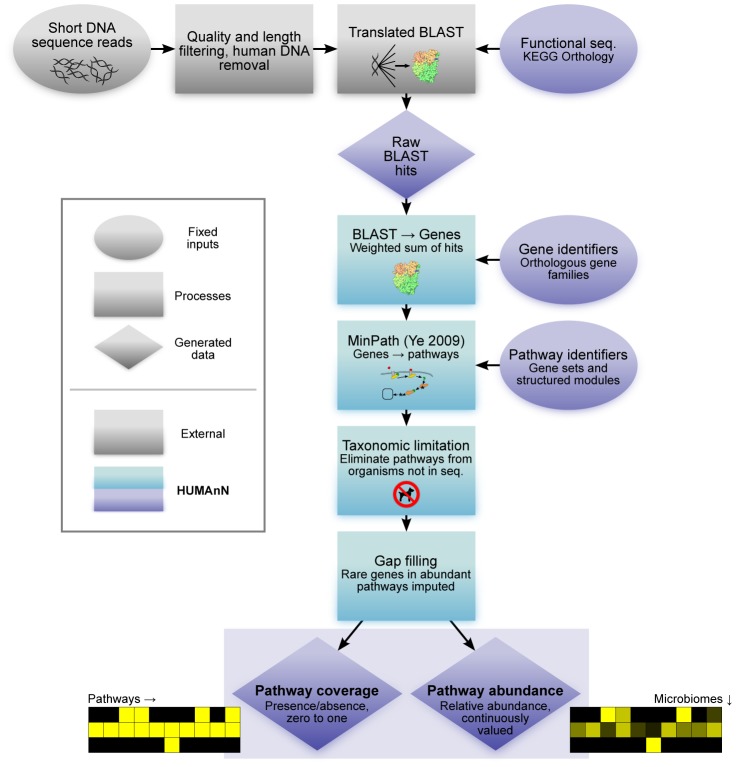 Short DNA
sequence reads
Quality and length
filtering, human DNA
removal
Translated BLAST
Functional seq.
KEGG Orthology
Raw
BLAST
hits
BLAST → Genes
Weighted sum of hits
Gene identifiers
Orthologous gene
families
MinPath (Ye 2009)
Genes → pathways
Pathway identifiers
Gene sets and
structured modules
Taxonomic limitation
Eliminate pathways from
organisms not in seq.
Gap filling
Rare genes in abundant
pathways imputed
Pathway coverage
Presence/absence,
zero to one
Pathway abundance
Relative abundance,
continuously
valued
Pathways →
Microbiomes ↓
Fixed
inputs
Processes
Generated
data
External
HUMAnN